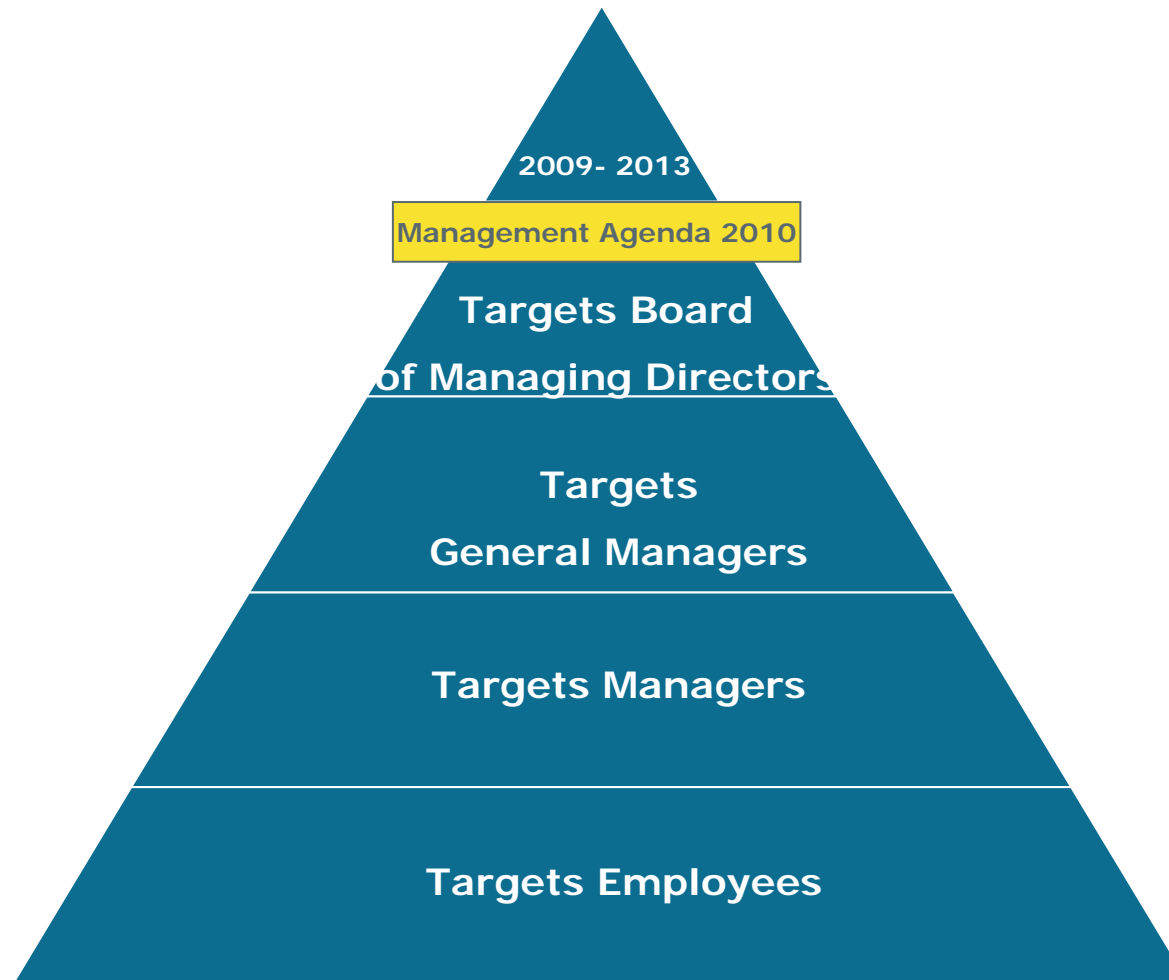 2009- 2013
Management Agenda 2010
Targets Board
of Managing Directors
Targets
General Managers
Targets Managers
Targets Employees